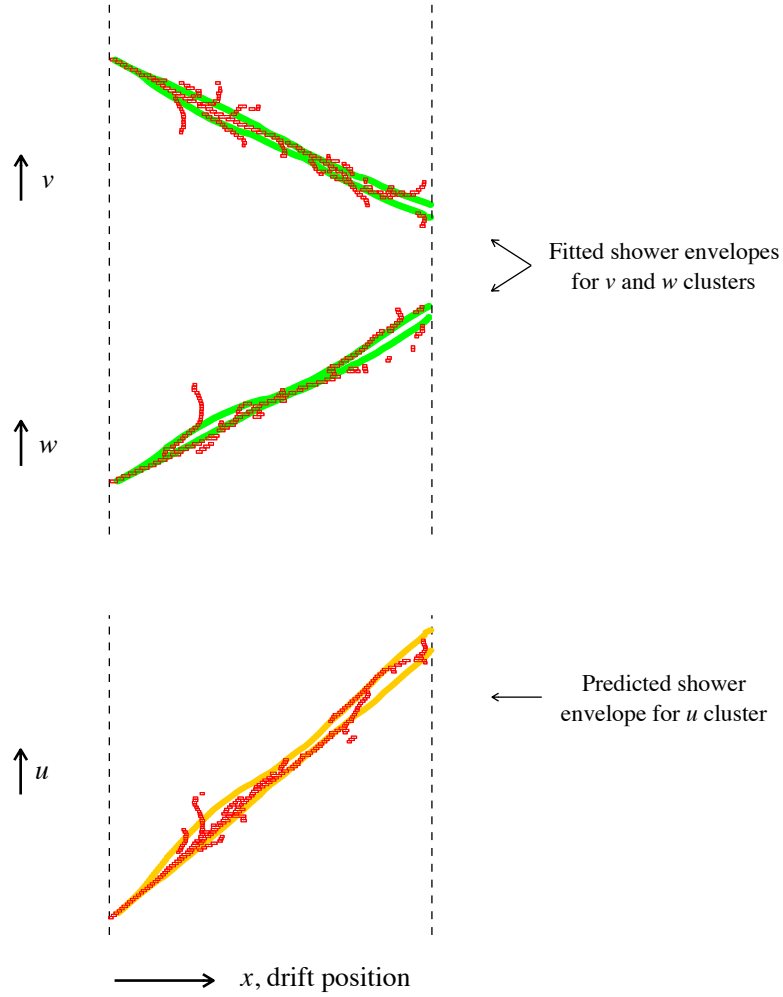 v
Fitted shower envelopes
for v and w clusters
w
Predicted shower
envelope for u cluster
u
x, drift position